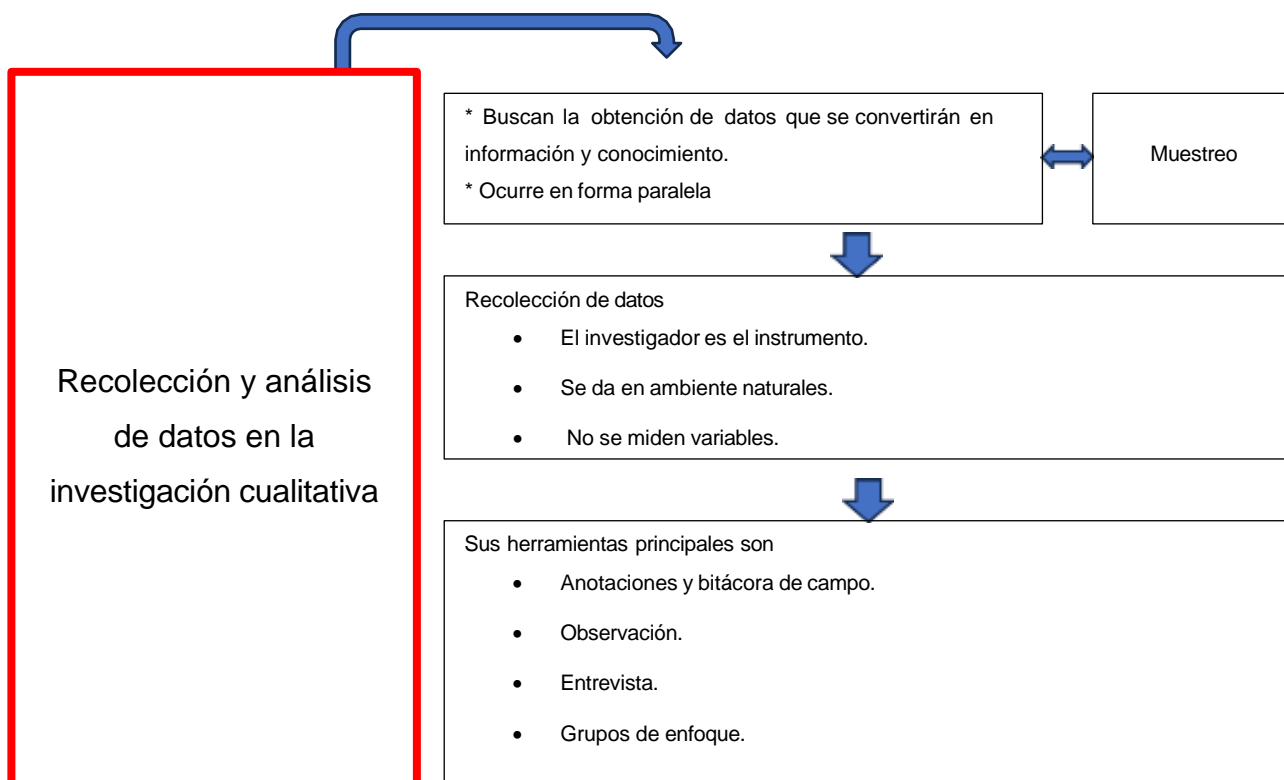 Recolección y análisis
de datos en la
investigación cualitativa
* Buscan la obtención de datos que se convertirán en
información y conocimiento.
* Ocurre en forma paralela
Muestreo
Recolección de datos
• El investigador es el instrumento.
• Se da en ambiente naturales.
• No se miden variables.
Sus herramientas principales son
• Anotaciones y bitácora de campo.
• Observación.
• Entrevista.
• Grupos de enfoque.